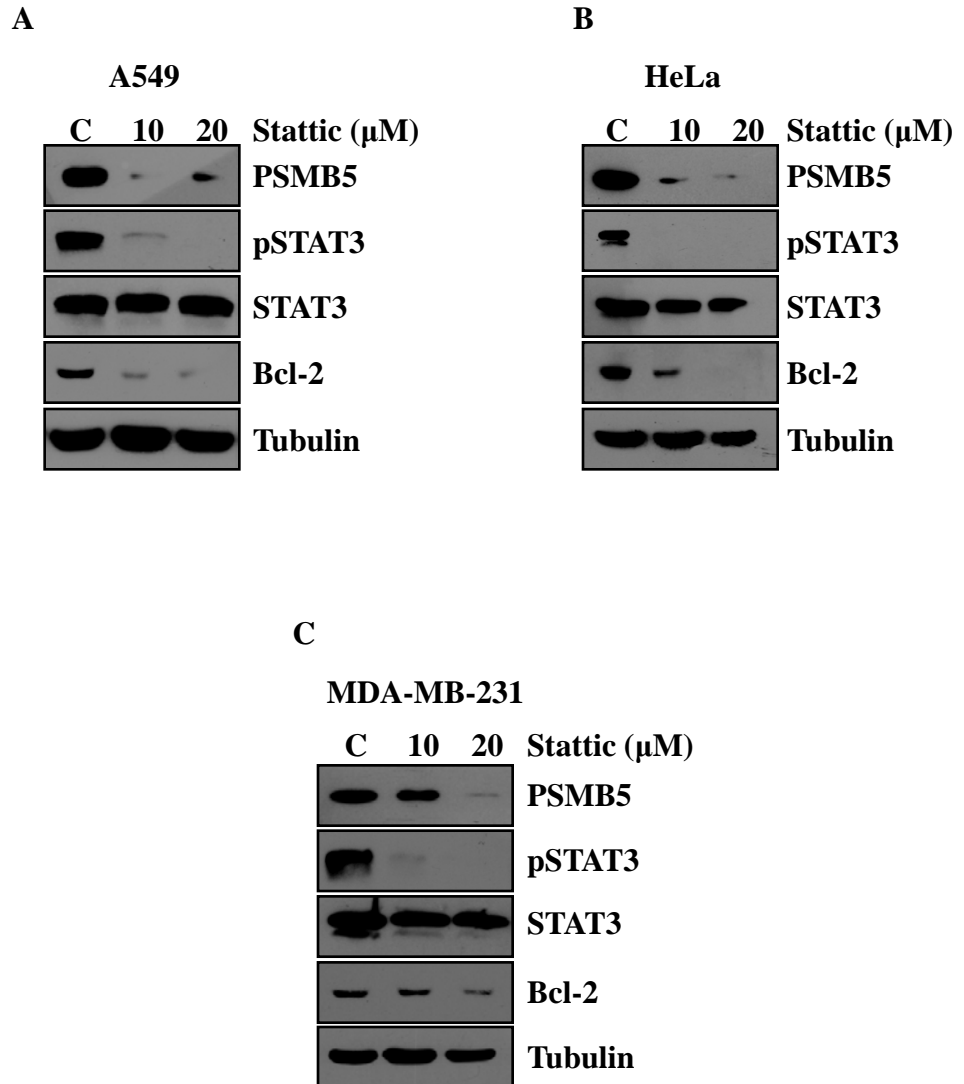 A
A549
C 10 20 Stattic (μM)
PSMB5
pSTAT3
STAT3
Bcl-2
Tubulin
B
HeLa
C 10 20 Stattic (μM)
PSMB5
pSTAT3
STAT3
Bcl-2
Tubulin
C
MDA-MB-231
C 10 20 Stattic (μM)
PSMB5
pSTAT3
STAT3
Bcl-2
Tubulin